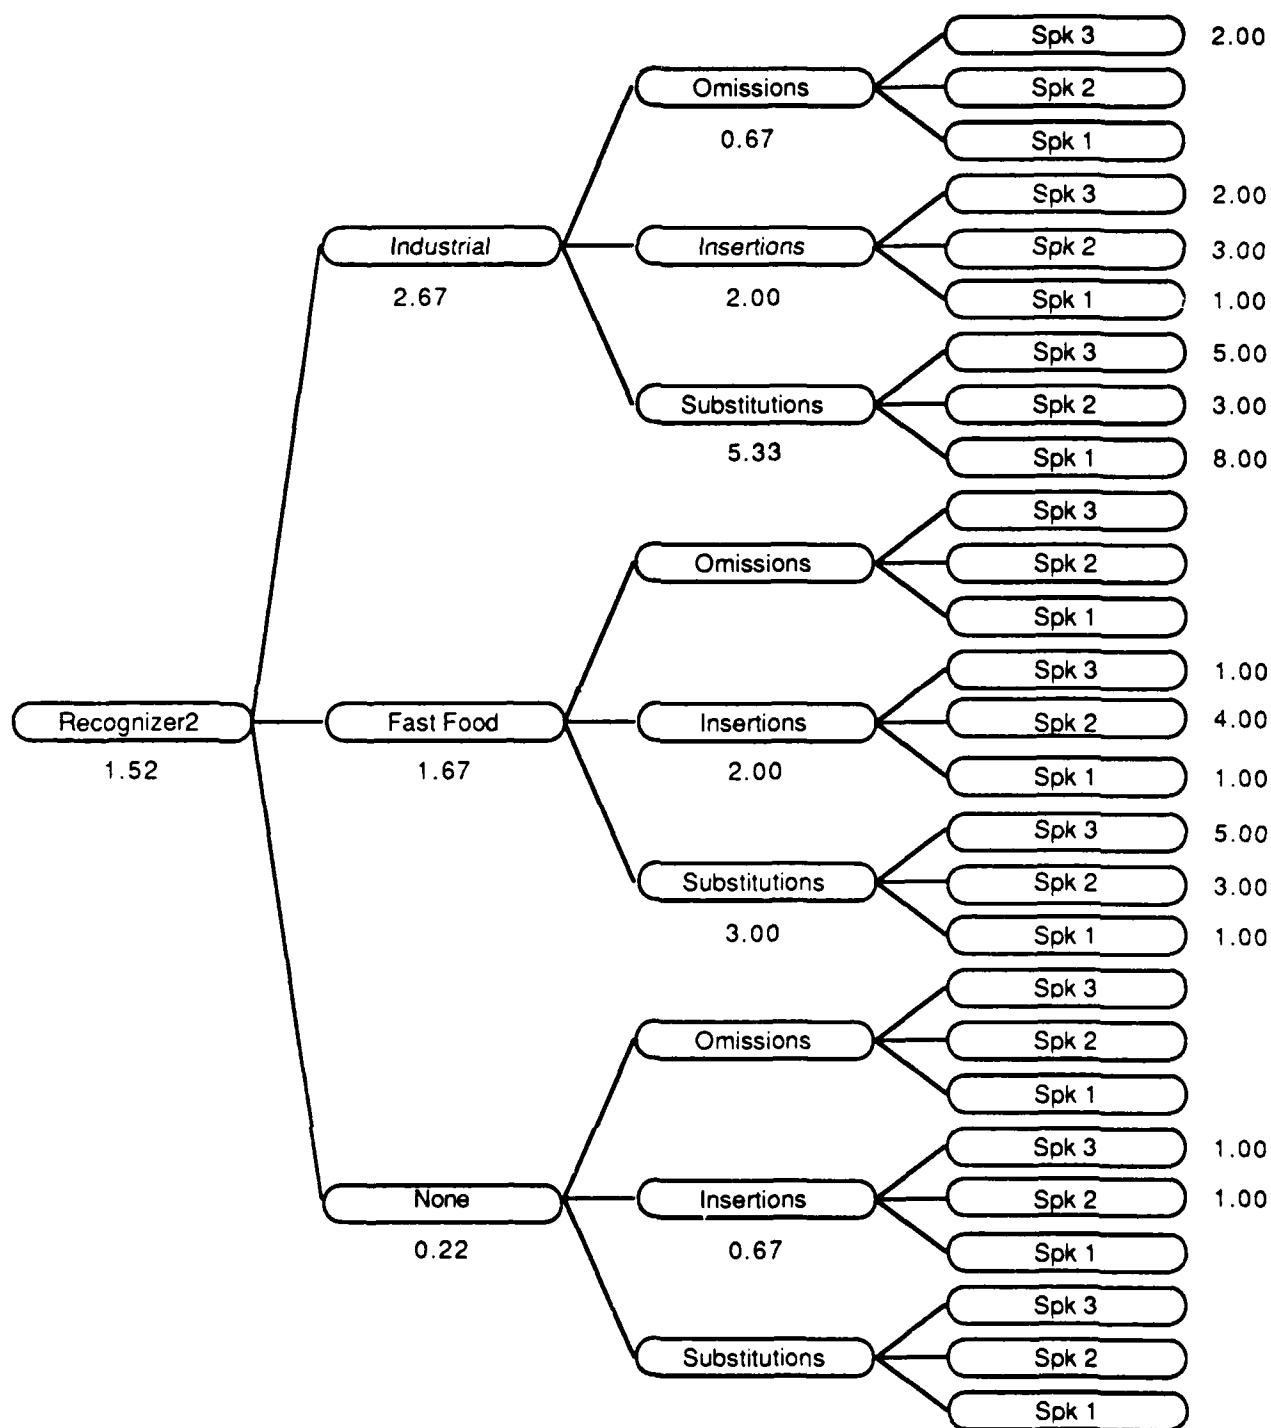 Spk 3 2.00
Omissions Spk 2
0.67 Spk 1
Spk 3 2.00
Industrial Insertions Spk 2 3.00
2.67 2.00 Spk 1 1.00
Spk 3 5.00
Substitutions Spk 2 3.00
5.33 Spk 1 8.00
Spk 3
Omissions Spk 2
Spk 1
Spk 3 1.00
Recognizer2 Fast Food Insertions Spk 2 4.00
1.52 1.67 2.00 Spk 1 1.00
Spk 3 5.00
Substitutions Spk 2 3.00
3.00 Spk 1 1.00
Spk 3
Omissions Spk 2
Spk 1
Spk 3 1.00
None Insertions Spk 2 1.00
0.22 0.67 Spk 1
Spk 3
Substitutions Spk 2
Spk 1